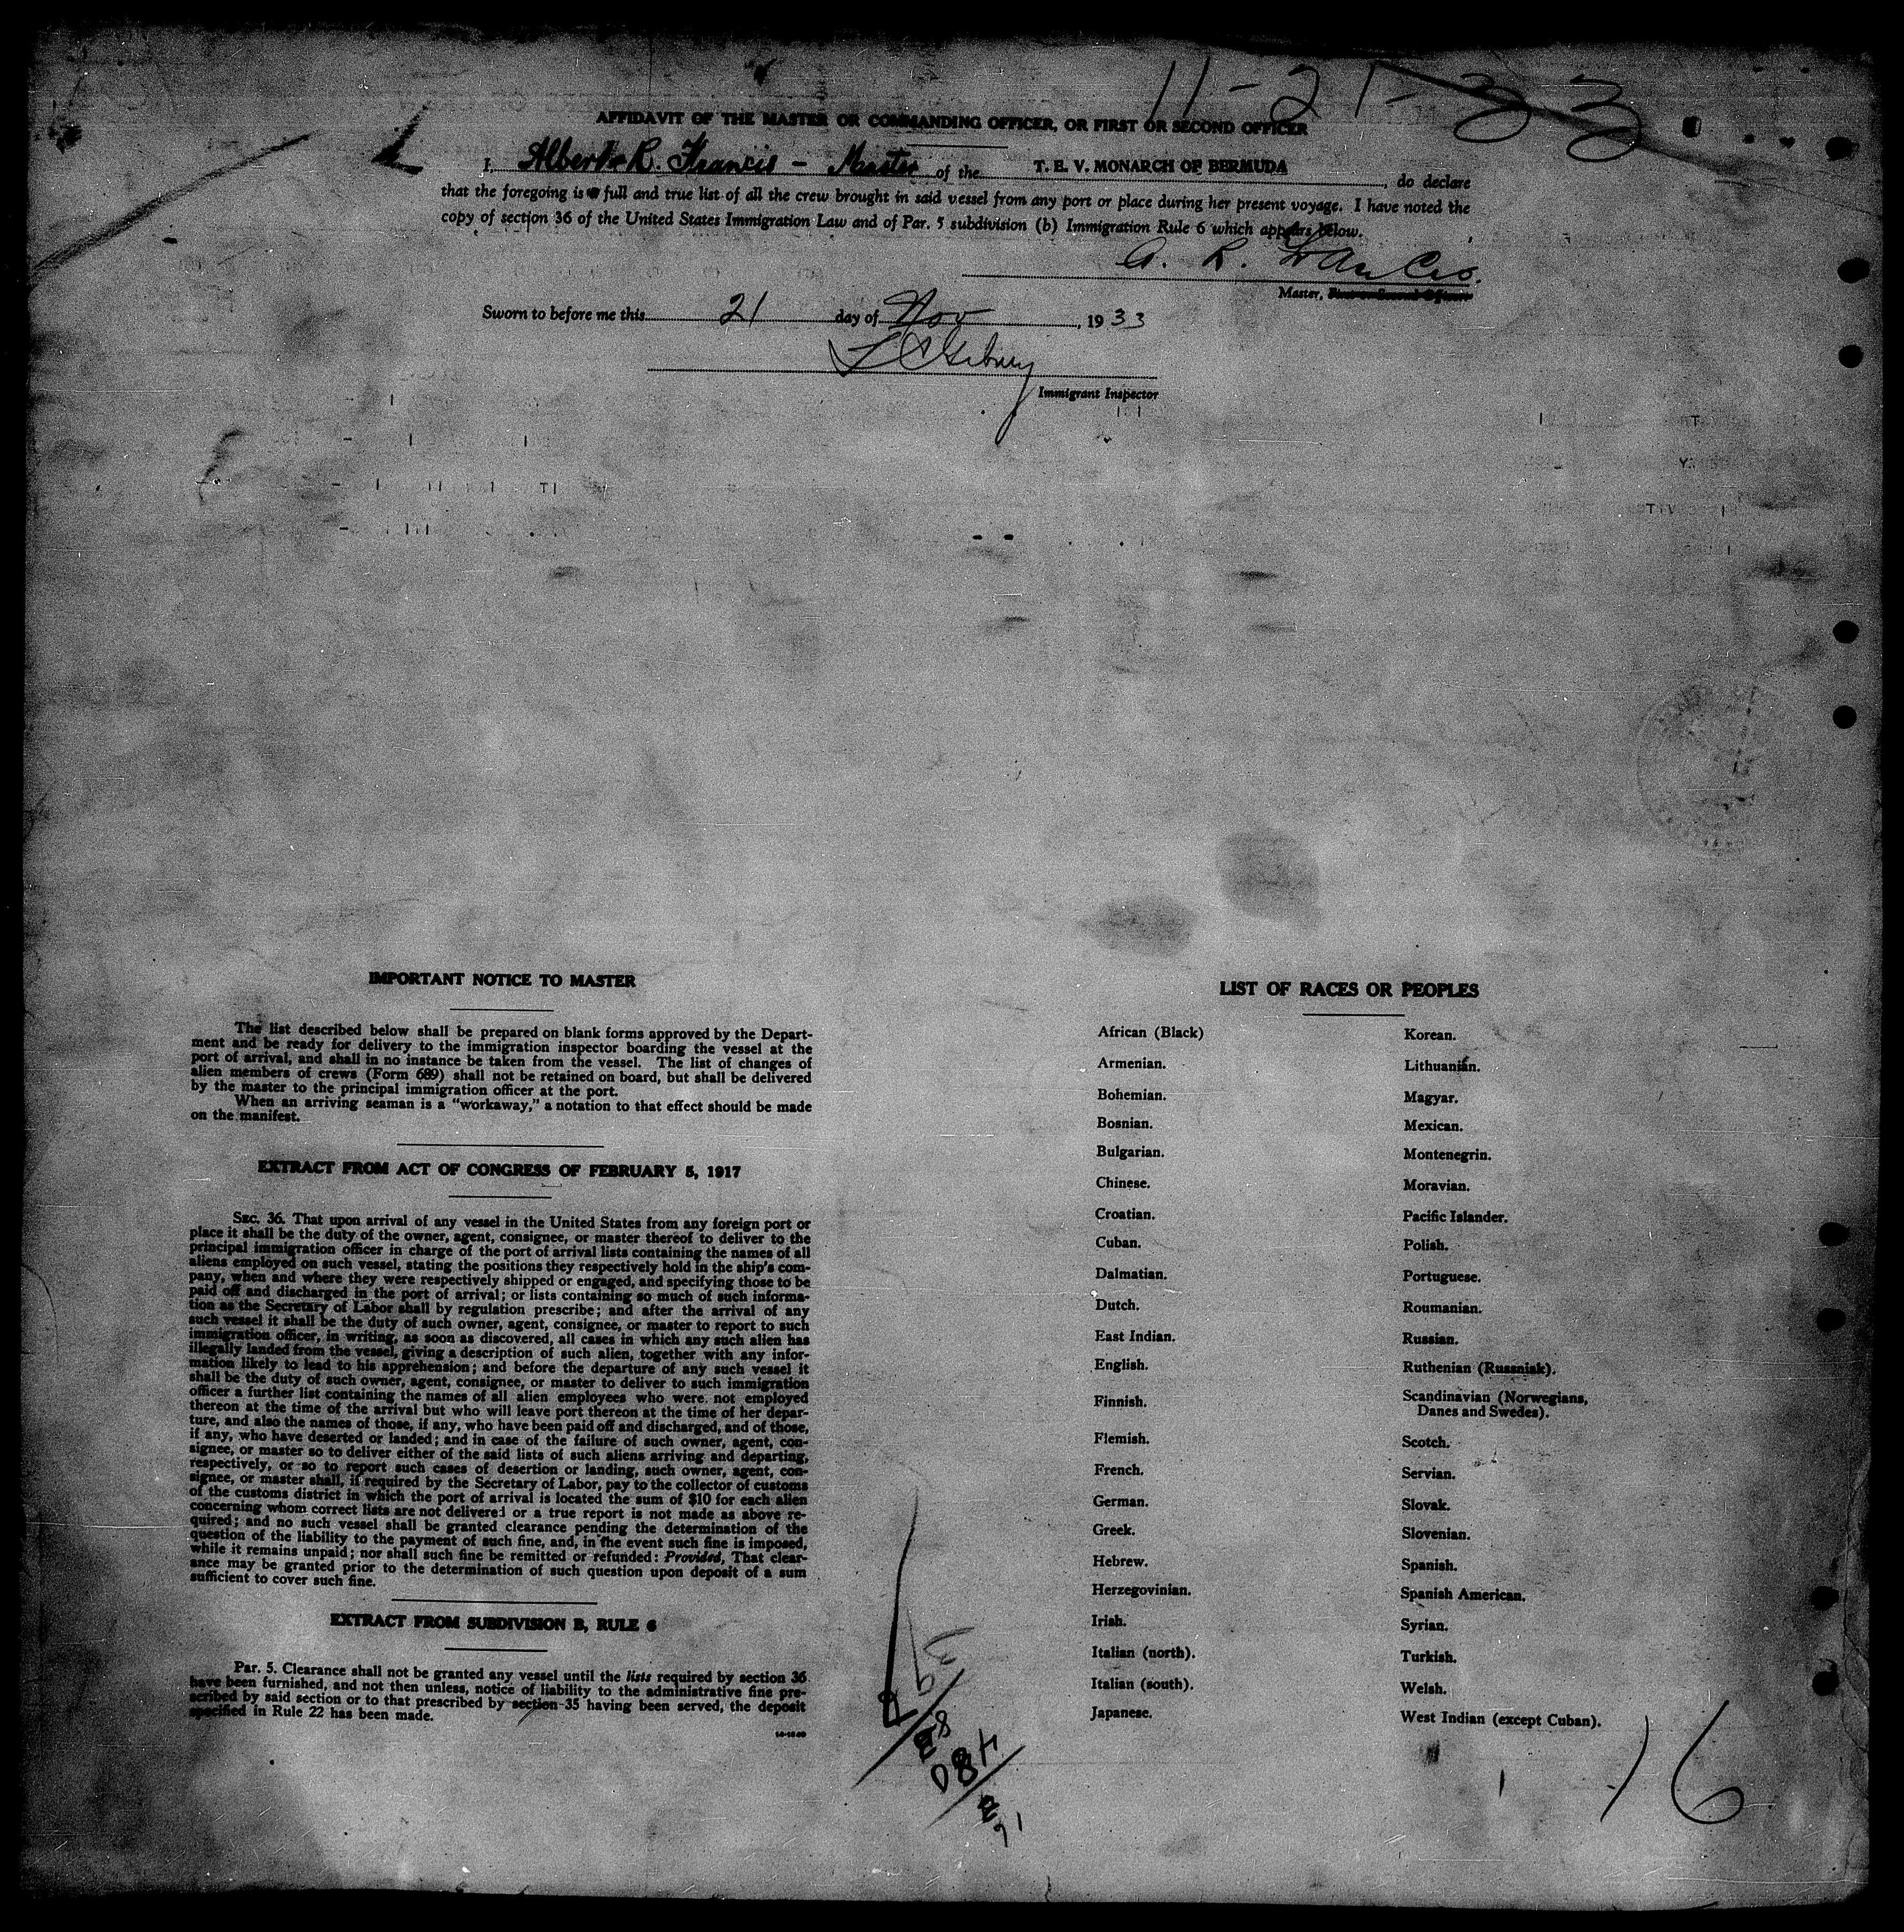 11-21-33
AFFIDAVIT OF THE MASTER OR COMMANDING OFFICER, OR FIRST OR SECOND OFFICER
I, Albert R. Francis - Master of the T. E. V. MONARCH OF BERMUDA, do declare
that the foregoing is a full and true list of all the crew brought in said vessel from any port or place during her present voyage. I have noted the
copy of section 36 of the United States Immigration Law and of Par. 5 subdivision (b) Immigration Rule 6 which appears below.
A. R. Francis.
Master, First or Second Officer
Sworn to before me this 21 day of Nov, 1933
Immigrant Inspector
IMPORTANT NOTICE TO MASTER
The list described below shall be prepared on blank forms approved by the Depart-
ment and be ready for delivery to the immigration inspector boarding the vessel at the
port of arrival, and shall in no instance be taken from the vessel. The list of changes of
alien members of crews (Form 689) shall not be retained on board, but shall be delivered
by the master to the principal immigration officer at the port.
When an arriving seaman is a "workaway," a notation to that effect should be made
on the manifest.
EXTRACT FROM ACT OF CONGRESS OF FEBRUARY 5, 1917
SEC. 36. That upon arrival of any vessel in the United States from any foreign port or
place it shall be the duty of the owner, agent, consignee, or master thereof to deliver to the
principal immigration officer in charge of the port of arrival lists containing the names of all
aliens employed on such vessel, stating the positions they respectively hold in the ship's com-
pany, when and where they were respectively shipped or engaged, and specifying those to be
paid off and discharged in the port of arrival; or lists containing so much of such informa-
tion as the Secretary of Labor shall by regulation prescribe; and after the arrival of any
such vessel it shall be the duty of such owner, agent, consignee, or master to report to such
immigration officer, in writing, as soon as discovered, all cases in which any such alien has
illegally landed from the vessel, giving a description of such alien, together with any infor-
mation likely to lead to his apprehension; and before the departure of any such vessel it
shall be the duty of such owner, agent, consignee, or master to deliver to such immigration
officer a further list containing the names of all alien employees who were not employed
thereon at the time of the arrival but who will leave port thereon at the time of her depar-
ture, and also the names of those, if any, who have been paid off and discharged, and of those,
if any, who have deserted or landed; and in case of the failure of such owner, agent, con-
signee, or master so to deliver either of the said lists of such aliens arriving and departing,
respectively, or so to report such cases of desertion or landing, such owner, agent, con-
signee, or master shall, if required by the Secretary of Labor, pay to the collector of customs
of the customs district in which the port of arrival is located the sum of $10 for each alien
concerning whom correct lists are not delivered or a true report is not made as above re-
quired; and no such vessel shall be granted clearance pending the determination of the
question of the liability to the payment of such fine, and, in the event such fine is imposed,
while it remains unpaid; nor shall such fine be remitted or refunded: Provided, That clear-
ance may be granted prior to the determination of such question upon deposit of a sum
sufficient to cover such fine.
EXTRACT FROM SUBDIVISION B, RULE 6
Par. 5. Clearance shall not be granted any vessel until the lists required by section 36
have been furnished, and not then unless, notice of liability to the administrative fine pre-
scribed by said section or to that prescribed by section 35 having been served, the deposit
specified in Rule 22 has been made.
LIST OF RACES OR PEOPLES
African (Black)
Armenian.
Bohemian.
Bosnian.
Bulgarian.
Chinese.
Croatian.
Cuban.
Dalmatian.
Dutch.
East Indian.
English.
Finnish.
Flemish.
French.
German.
Greek.
Hebrew.
Herzegovinian.
Irish.
Italian (north).
Italian (south).
Japanese.
Korean.
Lithuanian.
Magyar.
Mexican.
Montenegrin.
Moravian.
Pacific Islander.
Polish.
Portuguese.
Roumanian.
Russian.
Ruthenian (Russniak).
Scandinavian (Norwegians,
Danes and Swedes).
Scotch.
Servian.
Slovak.
Slovenian.
Spanish.
Spanish American.
Syrian.
Turkish.
Welsh.
West Indian (except Cuban).
480
16